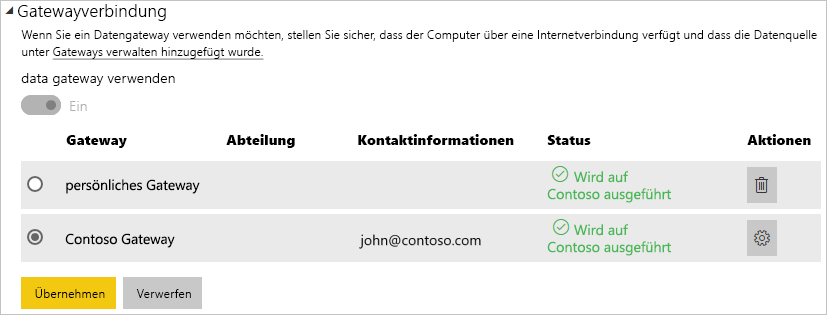 Gatewayverbindung
Wenn Sie ein Datengateway verwenden möchten, stellen Sie sicher, dass der Computer über eine Internetverbindung verfügt und dass die Datenquelle
unter Gateways verwalten hinzugefügt wurde.
data gateway verwenden
Ein
Gateway Abteilung Kontaktinformationen Status Aktionen
persönliches Gateway Wird auf
Contoso ausgeführt
Contoso Gateway john@contoso.com Wird auf
Contoso ausgeführt
Übernehmen Verwerfen